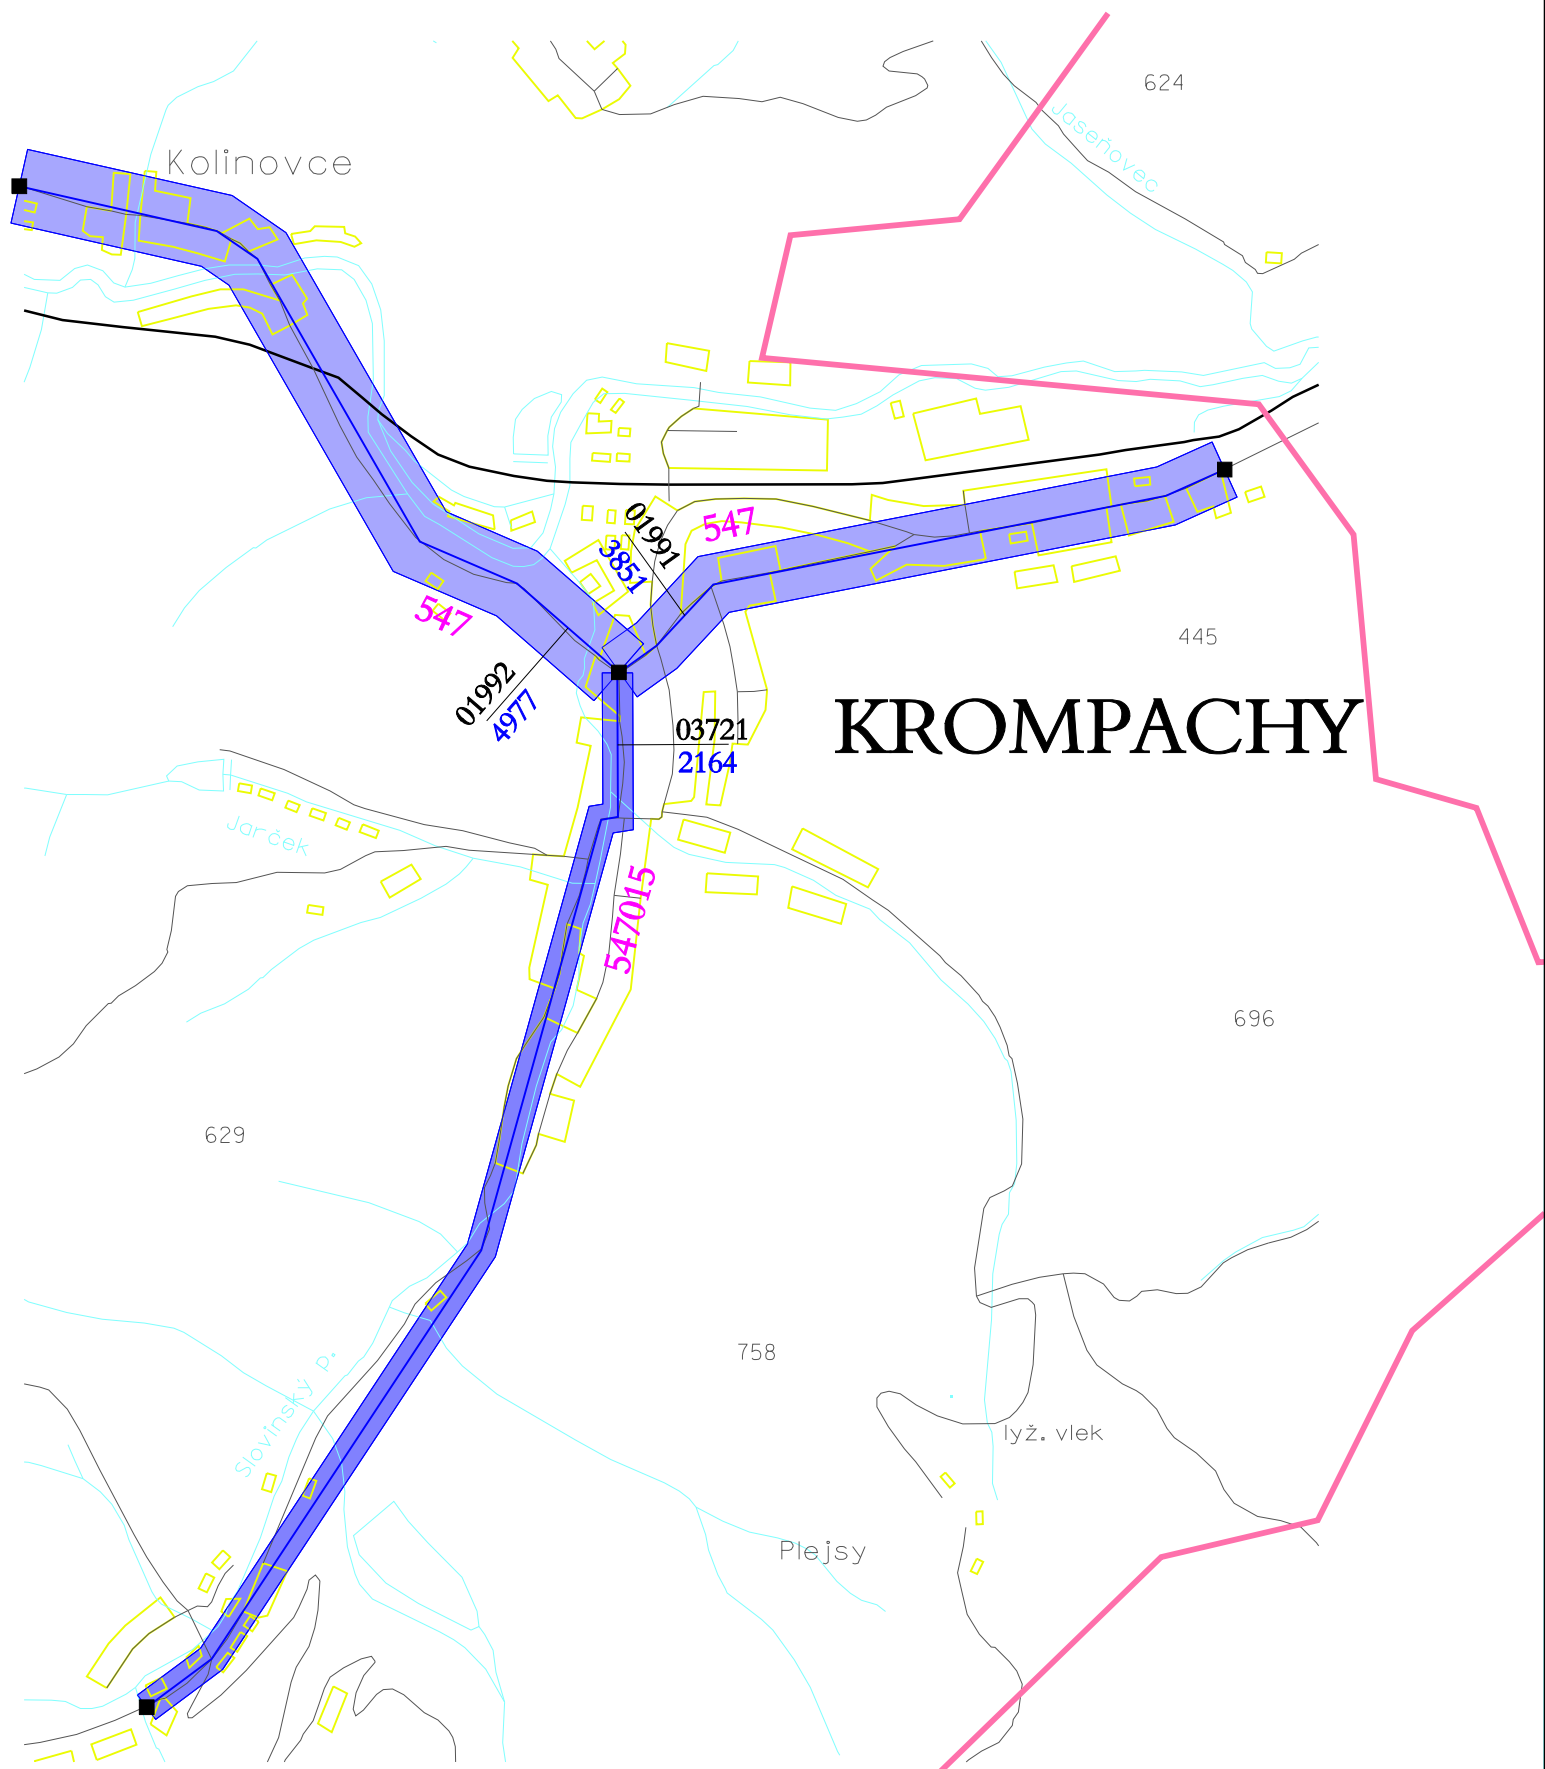 624
Jaseňovec
Kolinovce
01991
3851
547
547
445
01992
4977
KROMPACHY
03721
2164
Jarček
547015
696
629
758
Slovinský p.
lyž. vlek
Plejsy